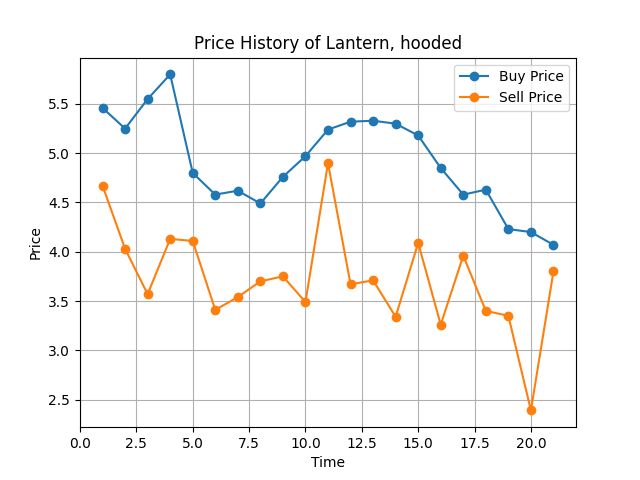 Price History of Lantern, hooded
Buy Price
Sell Price
Price
5.5
5.0
4.5
4.0
3.5
3.0
2.5
0.0 2.5 5.0 7.5 10.0 12.5 15.0 17.5 20.0
Time